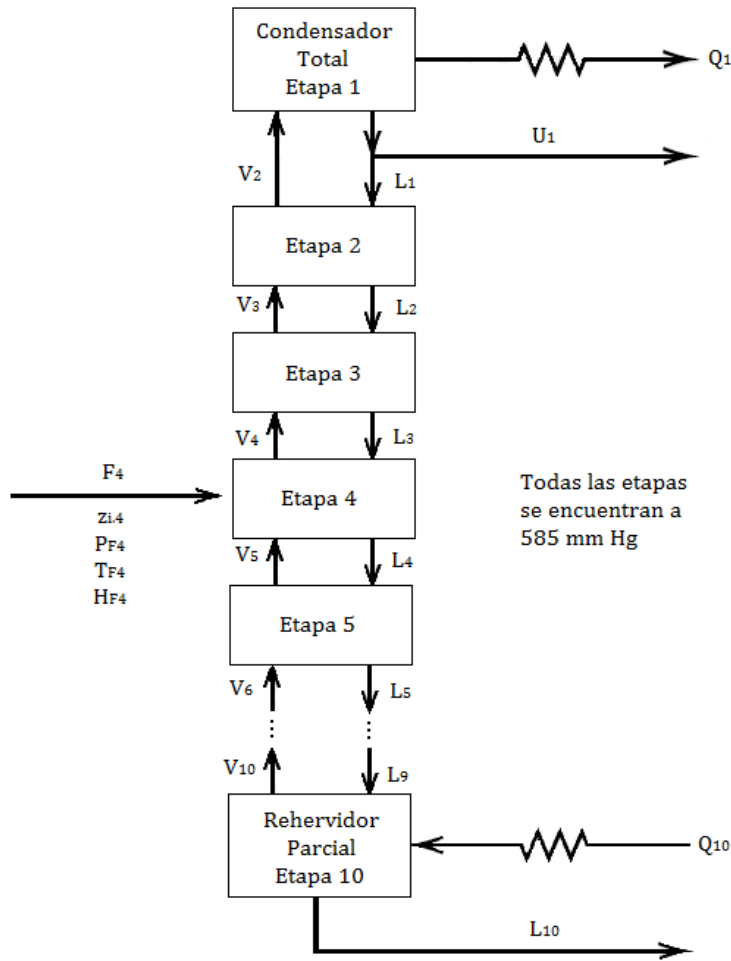 Condensador
Total
Etapa 1
Q1
U1
V2
L1
Etapa 2
V3
L2
Etapa 3
V4
L3
F4
Etapa 4
zi.4
PF4
TF4
HF4
Todas las etapas
se encuentran a
585 mm Hg
V5
L4
Etapa 5
V6
L5
V10
L9
Rehervidor
Parcial
Etapa 10
Q10
L10